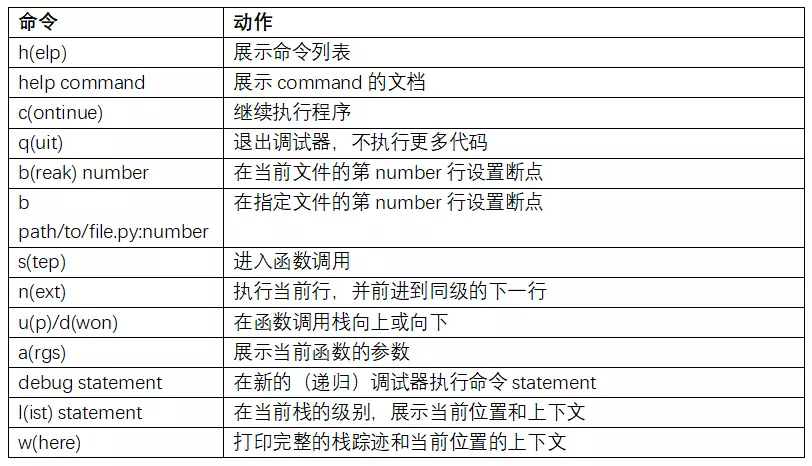 命令 动作
h(elp) 展示命令列表
help command 展示 command 的文档
c(ontinue) 继续执行程序
q(uit) 退出调试器，不执行更多代码
b(reak) number 在当前文件的第 number 行设置断点
b 在指定文件的第 number 行设置断点
path/to/file.py:number
s(tep) 进入函数调用
n(ext) 执行当前行，并前进到同级的下一行
u(p)/d(won) 在函数调用栈向上或向下
a(rgs) 展示当前函数的参数
debug statement 在新的（递归）调试器执行命令 statement
l(ist) statement 在当前栈的级别，展示当前位置和上下文
w(here) 打印完整的栈踪迹和当前位置的上下文